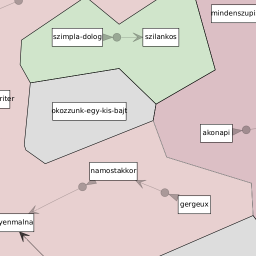 mindenszupi
szimpla-dolog
szilankos
riter
okozzunk-egy-kis-bajt
akonapi
namostakkor
gergeux
yenmalna